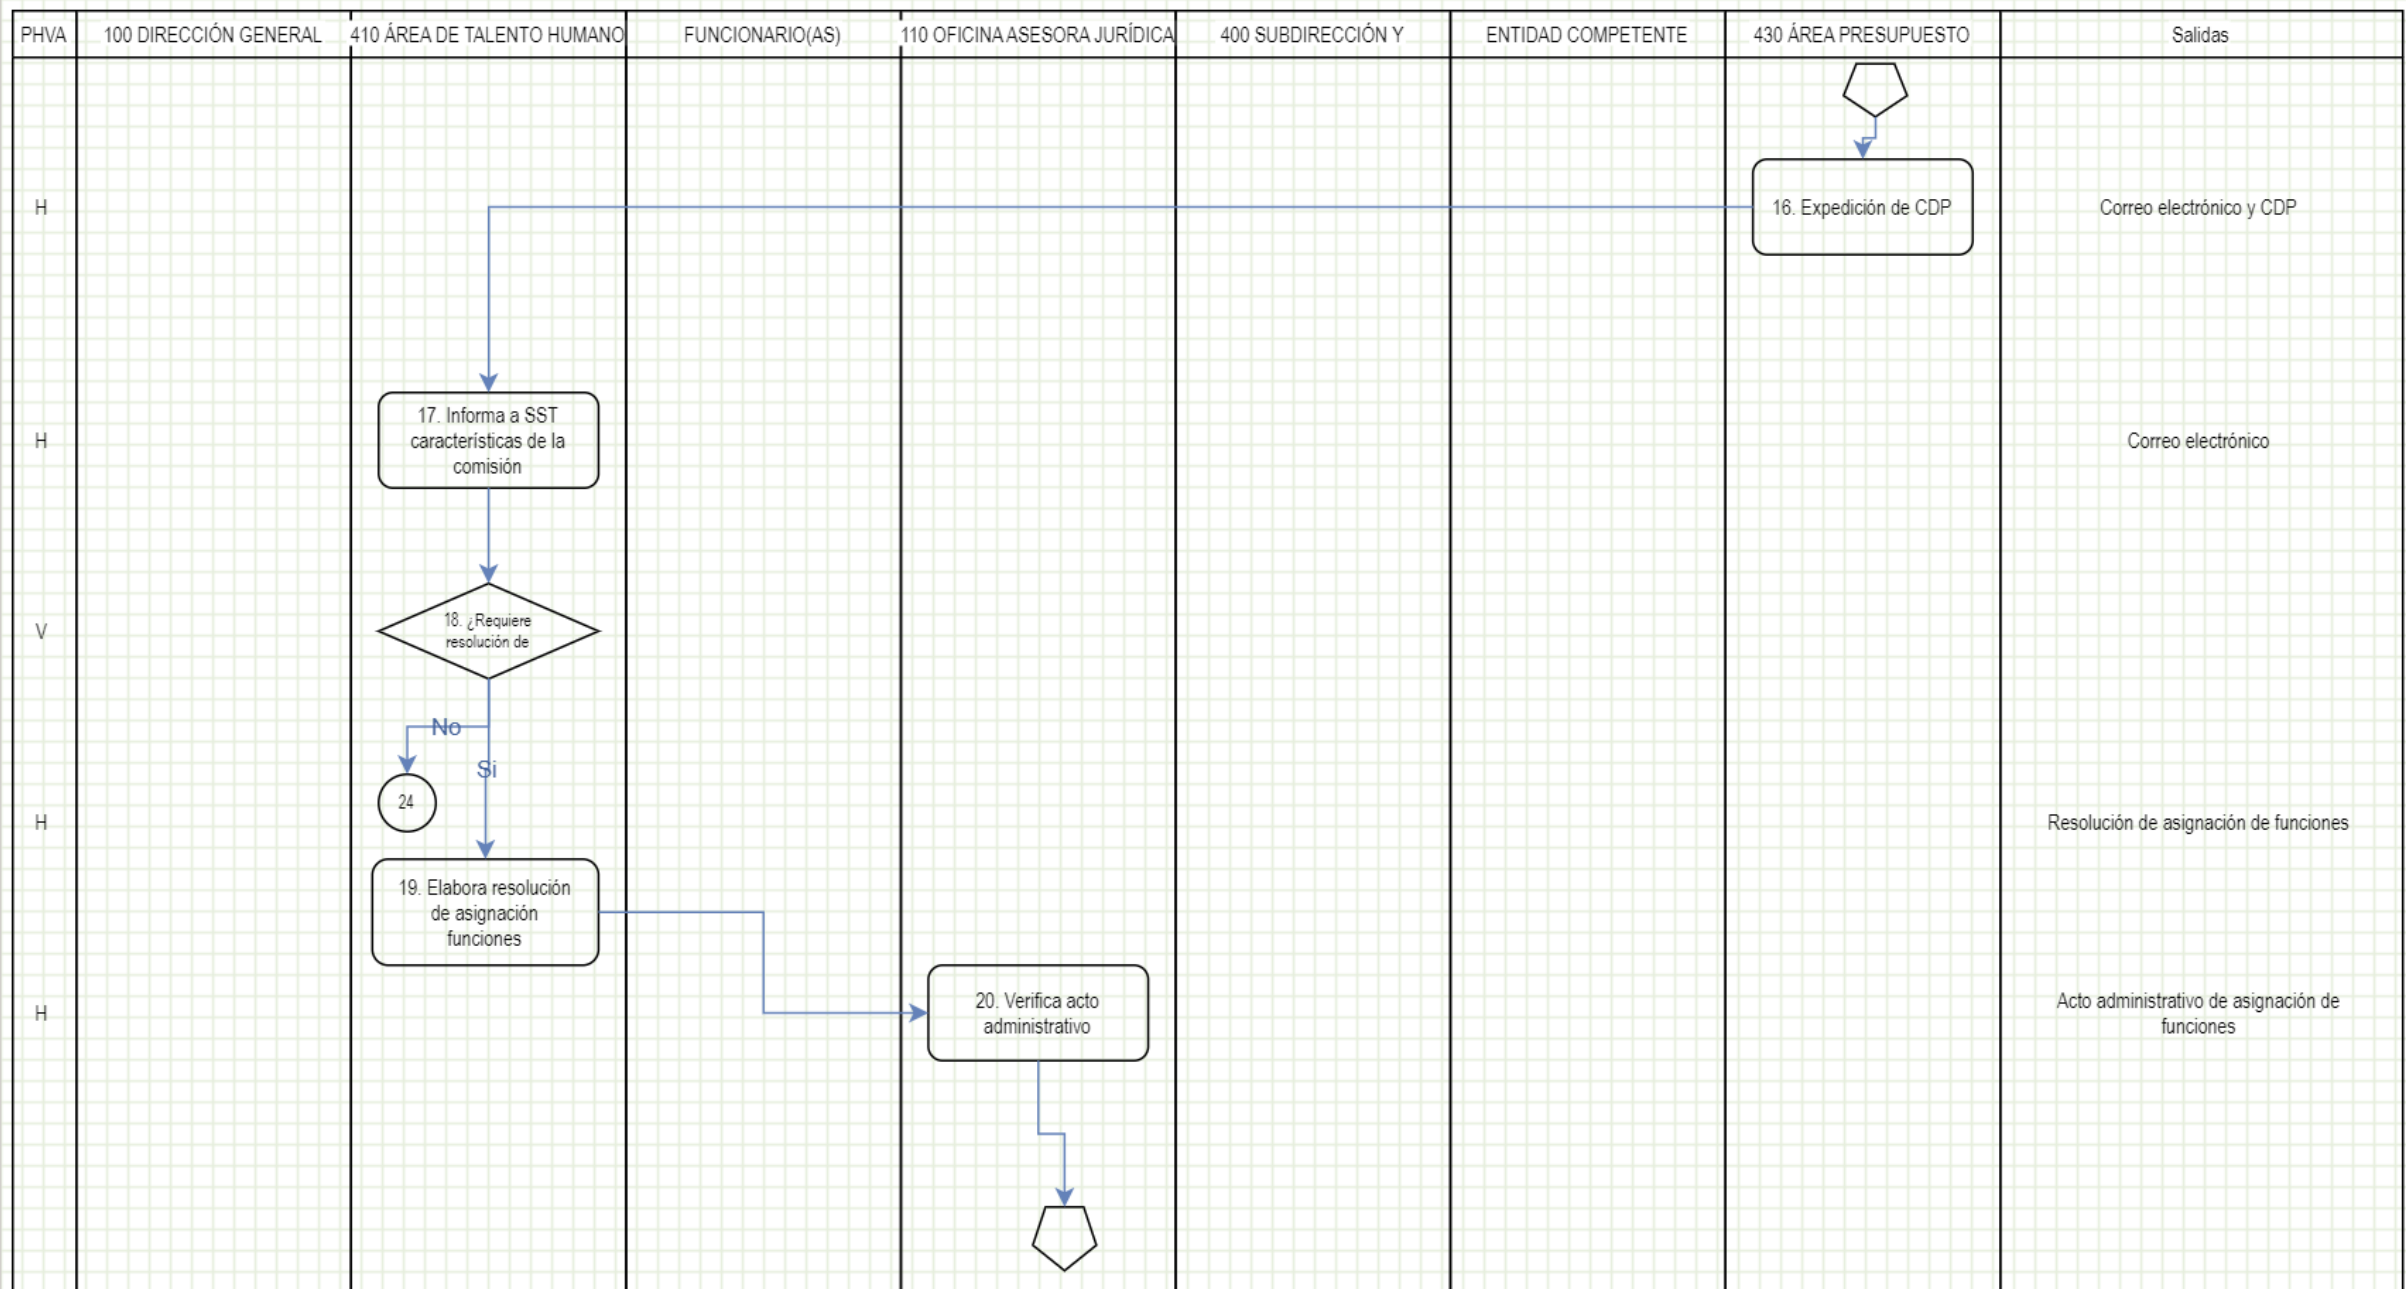 PHVA
100 DIRECCIÓN GENERAL
410 ÁREA DE TALENTO HUMANO
FUNCIONARIO(AS)
110 OFICINA ASESORA JURÍDICA
400 SUBDIRECCIÓN Y
ENTIDAD COMPETENTE
430 ÁREA PRESUPUESTO
Salidas
H
16. Expedición de CDP
Correo electrónico y CDP
H
17. Informa a SST
características de la
comisión
Correo electrónico
V
18. ¿Requiere
resolución de
No
Si
24
H
Resolución de asignación de funciones
19. Elabora resolución
de asignación
funciones
H
20. Verifica acto
administrativo
Acto administrativo de asignación de
funciones